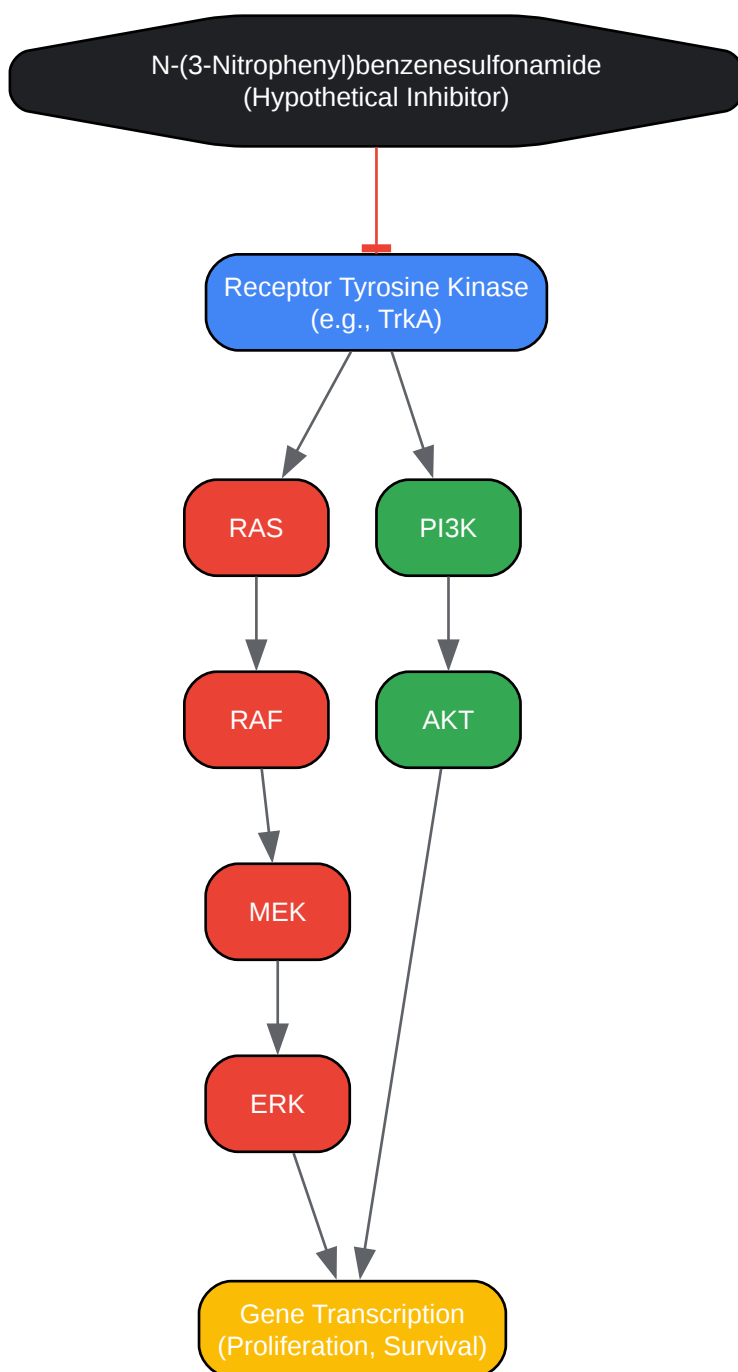 N-(3-Nitrophenyl)benzenesulfonamide
(Hypothetical Inhibitor)
Receptor Tyrosine Kinase
(e.g., TrkA)
RAS
PI3K
RAF
AKT
MEK
ERK
Gene Transcription
(Proliferation, Survival)